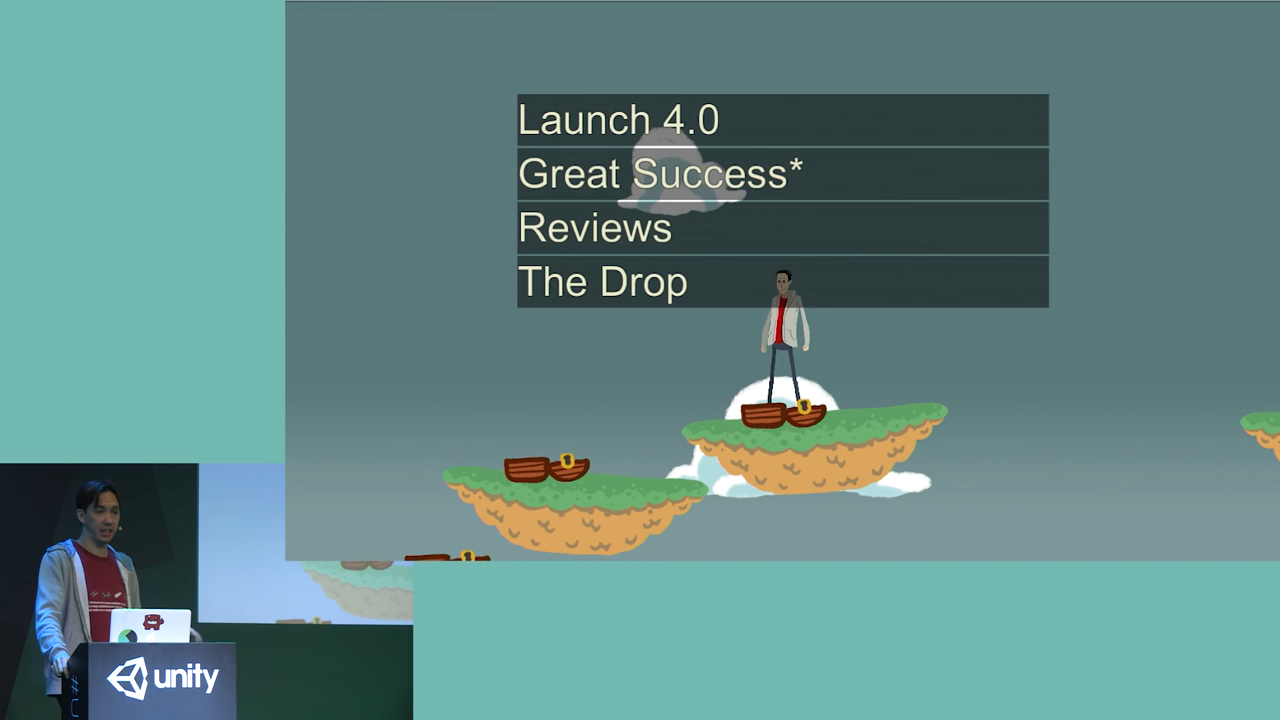 Launch 4.0
Great Success*
Reviews
The Drop
unity
#
C